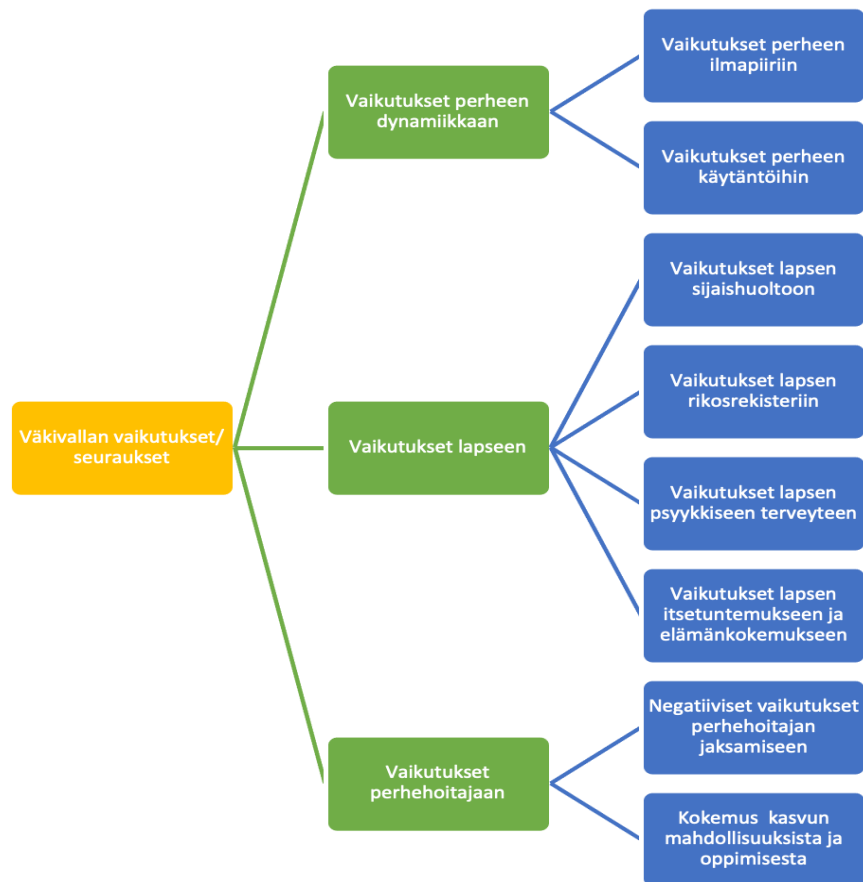 Väkivallan vaikutukset/
seuraukset
Vaikutukset perheen
dynamiikkaan
Vaikutukset perheen
ilmapiiriin
Vaikutukset perheen
käytäntöihin
Vaikutukset lapseen
Vaikutukset lapsen
sijaishuoltoon
Vaikutukset lapsen
rikosrekisteriin
Vaikutukset lapsen
psyykkiseen terveyteen
Vaikutukset lapsen
itsetuntemukseen ja
elämänkokemukseen
Vaikutukset
perhehoitajaan
Negatiiviset vaikutukset
perhehoitajan
jaksamiseen
Kokemus kasvun
mahdollisuuksista ja
oppimisesta